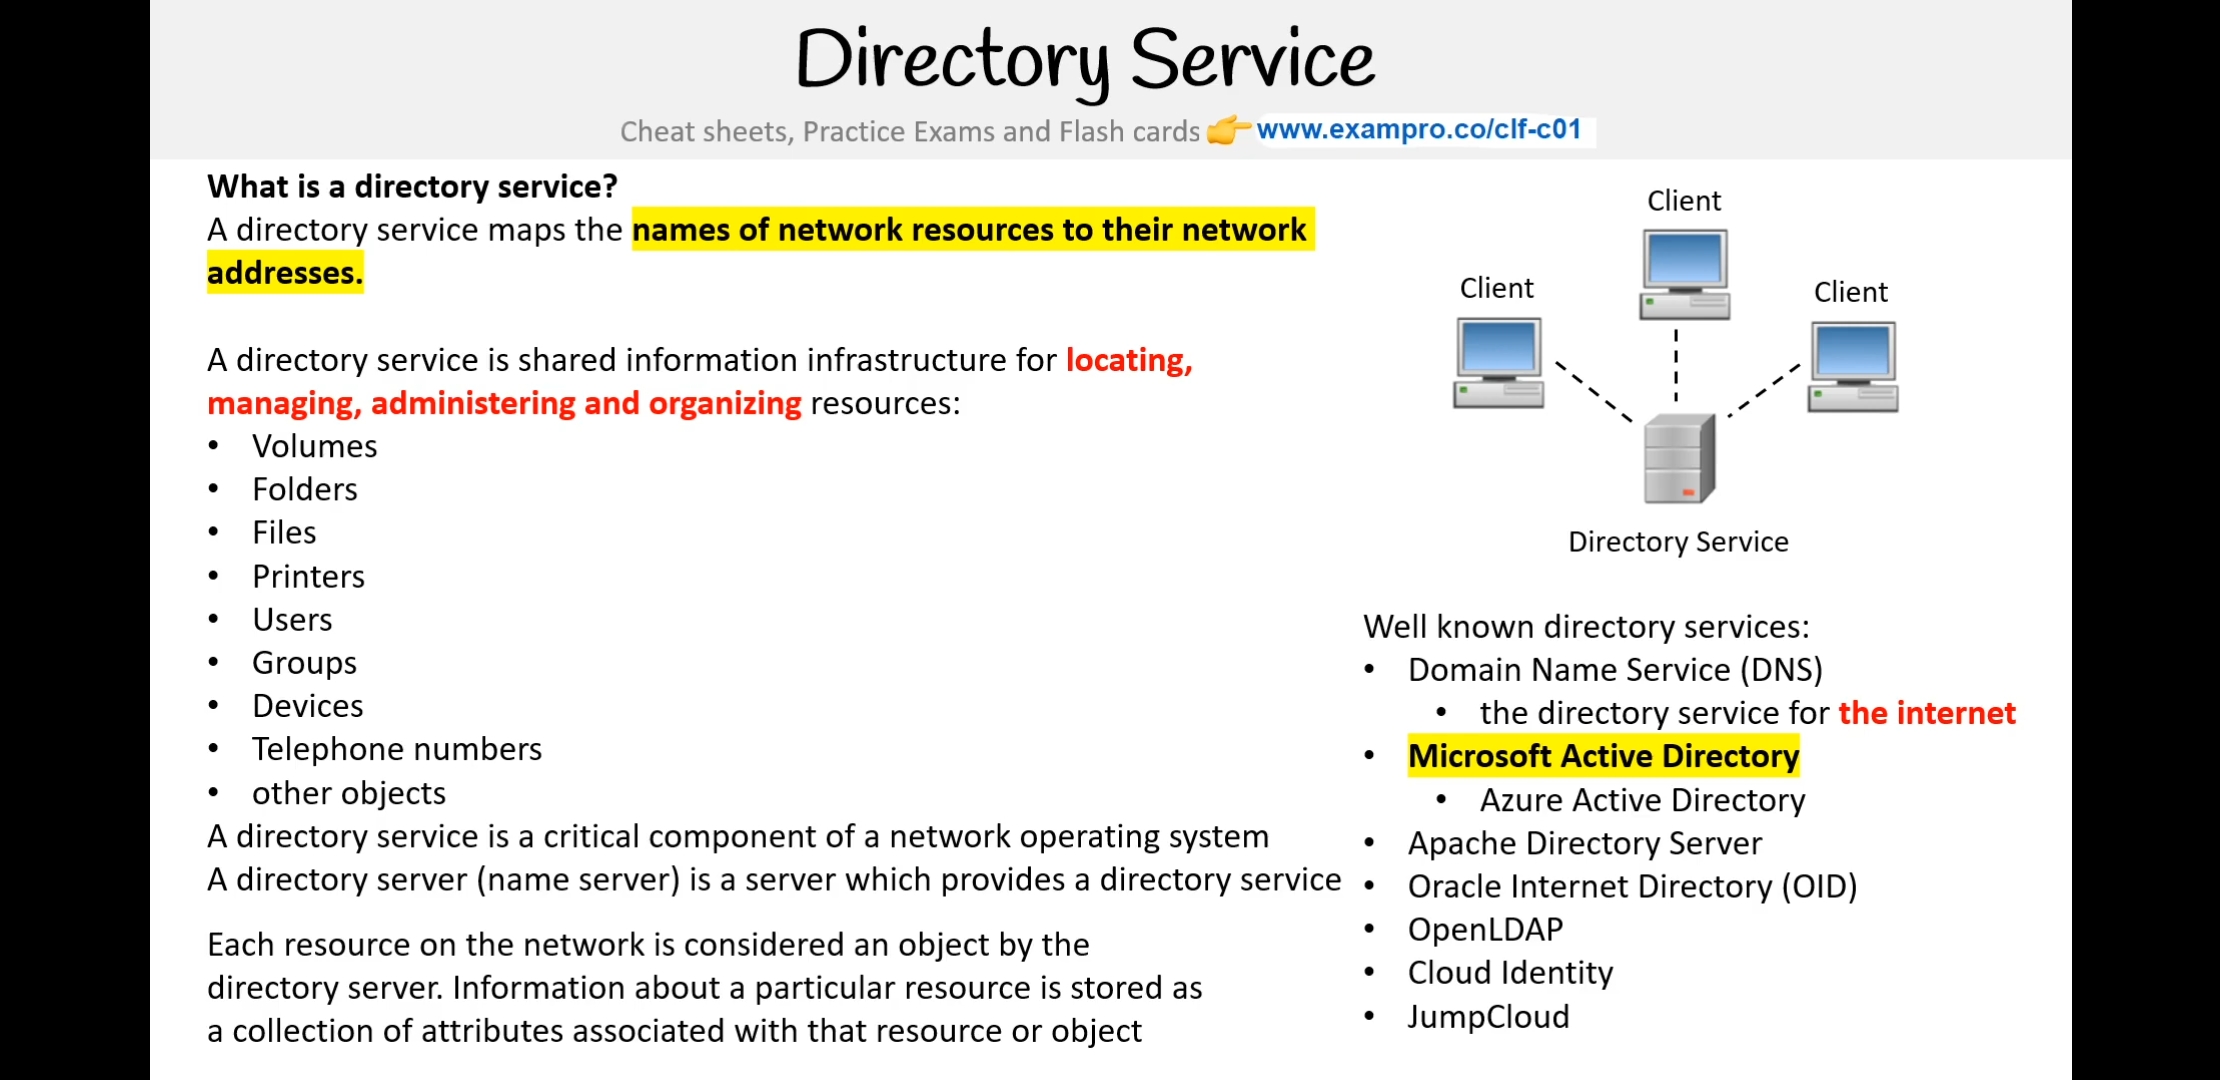 Directory Service
Cheat sheets, Practice Exams and Flash cards 👉 www.exampro.co/clf-c01
What is a directory service?
A directory service maps the names of network resources to their network
addresses.
A directory service is shared information infrastructure for locating,
managing, administering and organizing resources:
• Volumes
• Folders
• Files
• Printers
• Users
• Groups
• Devices
• Telephone numbers
• other objects
A directory service is a critical component of a network operating system
A directory server (name server) is a server which provides a directory service
Each resource on the network is considered an object by the
directory server. Information about a particular resource is stored as
a collection of attributes associated with that resource or object
Client
Client
Client
Directory Service
Well known directory services:
• Domain Name Service (DNS)
• the directory service for the internet
• Microsoft Active Directory
• Azure Active Directory
• Apache Directory Server
• Oracle Internet Directory (OID)
• OpenLDAP
• Cloud Identity
• JumpCloud